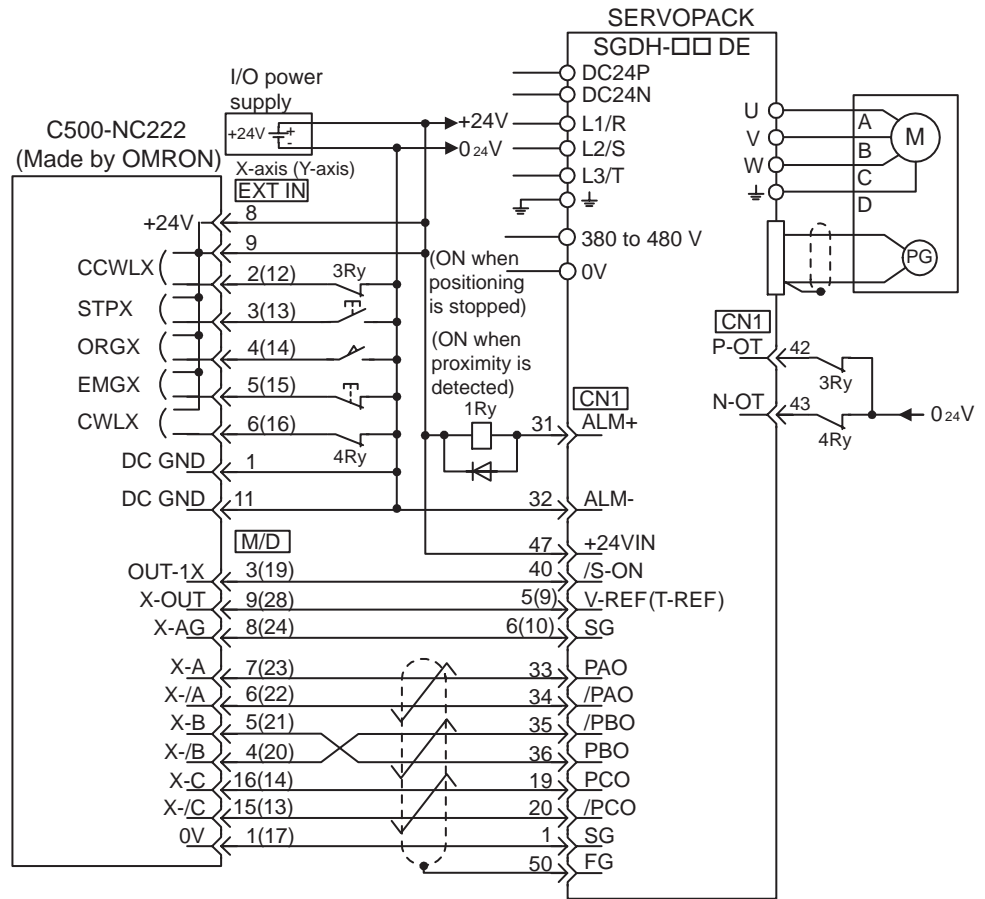 SERVOPACK
SGDH-□□ DE
I/O power
supply
+24V + -
C500-NC222
(Made by OMRON)
X-axis (Y-axis)
EXT IN
+24V
0 24V
DC24P
DC24N
L1/R
L2/S
L3/T
380 to 480 V
0V
U
V
W
A
B
C
D
M
PG
+24V 8
9
CCWLX 2(12) 3Ry
STPX 3(13)
ORGX 4(14)
EMGX 5(15)
CWLX 6(16) 4Ry
DC GND 1
DC GND 11
(ON when
positioning
is stopped)
(ON when
proximity is
detected)
1Ry
CN1
31 ALM+
32 ALM-
47 +24VIN
CN1
P-OT 42
3Ry
N-OT 43
4Ry
0 24V
M/D
OUT-1X 3(19) 40 /S-ON
X-OUT 9(28) 5(9) V-REF(T-REF)
X-AG 8(24) 6(10) SG
X-A 7(23) 33 PAO
X-/A 6(22) 34 /PAO
X-B 5(21) 35 /PBO
X-/B 4(20) 36 PBO
X-C 16(14) 19 PCO
X-/C 15(13) 20 /PCO
0V 1(17) 1 SG
50 FG